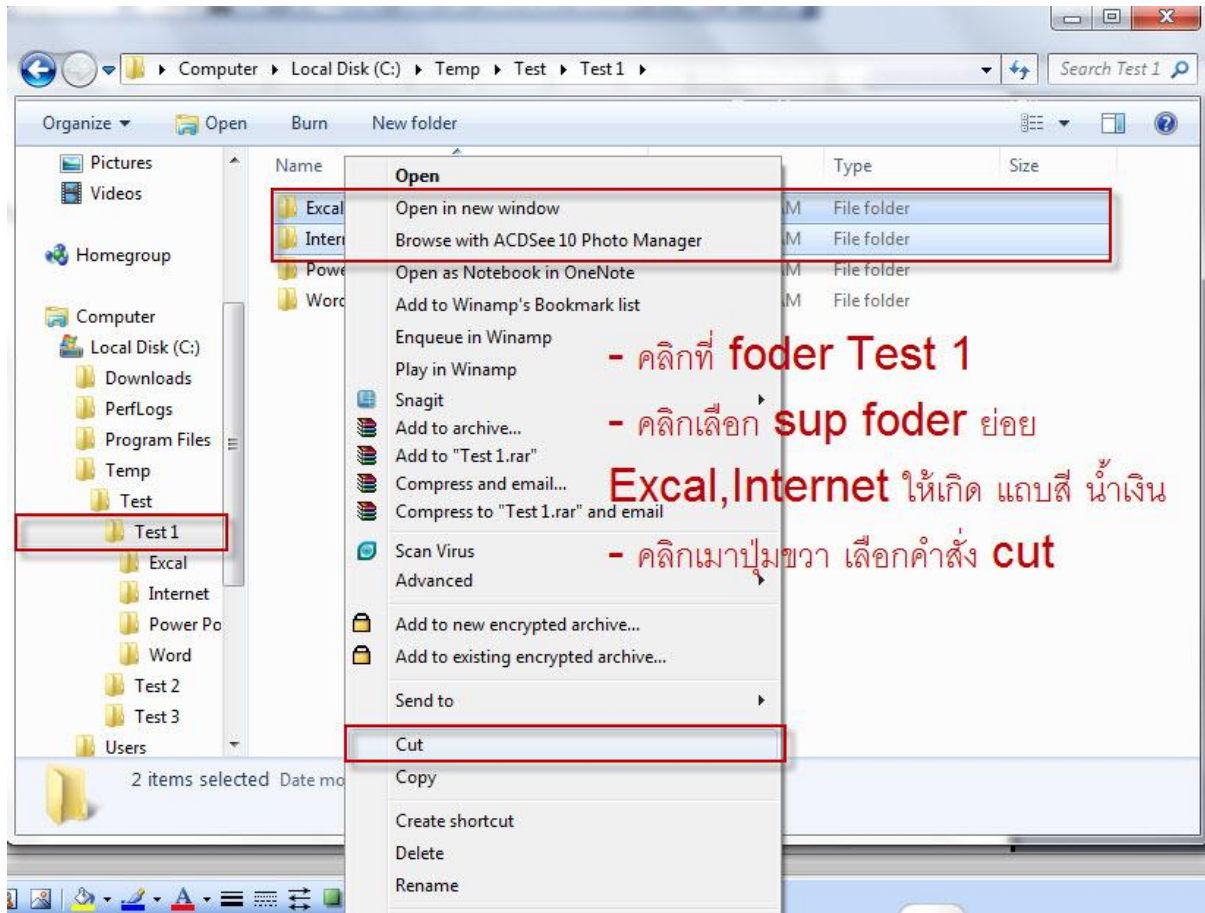 Computer ▸ Local Disk (C:) ▸ Temp ▸ Test ▸ Test 1 ▸
Search Test 1
Organize Open Burn New folder
Pictures
Videos
Homegroup
Computer
Local Disk (C:)
Downloads
PerfLogs
Program Files
Temp
Test
Test 1
Excal
Internet
Power Po
Word
Test 2
Test 3
Users
Name Type Size
Excal M File folder
Intern M File folder
Powe M File folder
Word M File folder
Open
Open in new window
Browse with ACDSee 10 Photo Manager
Open as Notebook in OneNote
Add to Winamp's Bookmark list
Enqueue in Winamp
Play in Winamp
Snagit
Add to archive...
Add to "Test 1.rar"
Compress and email...
Compress to "Test 1.rar" and email
Scan Virus
Advanced
Add to new encrypted archive...
Add to existing encrypted archive...
Send to
Cut
Copy
Create shortcut
Delete
Rename
- คลิกที่ foder Test 1
- คลิกเลือก sup foder ย่อย
Excal,Internet ให้เกิด แถบสี น้ำเงิน
- คลิกเมาปุ่มขวา เลือกคำสั่ง cut
2 items selected Date mo